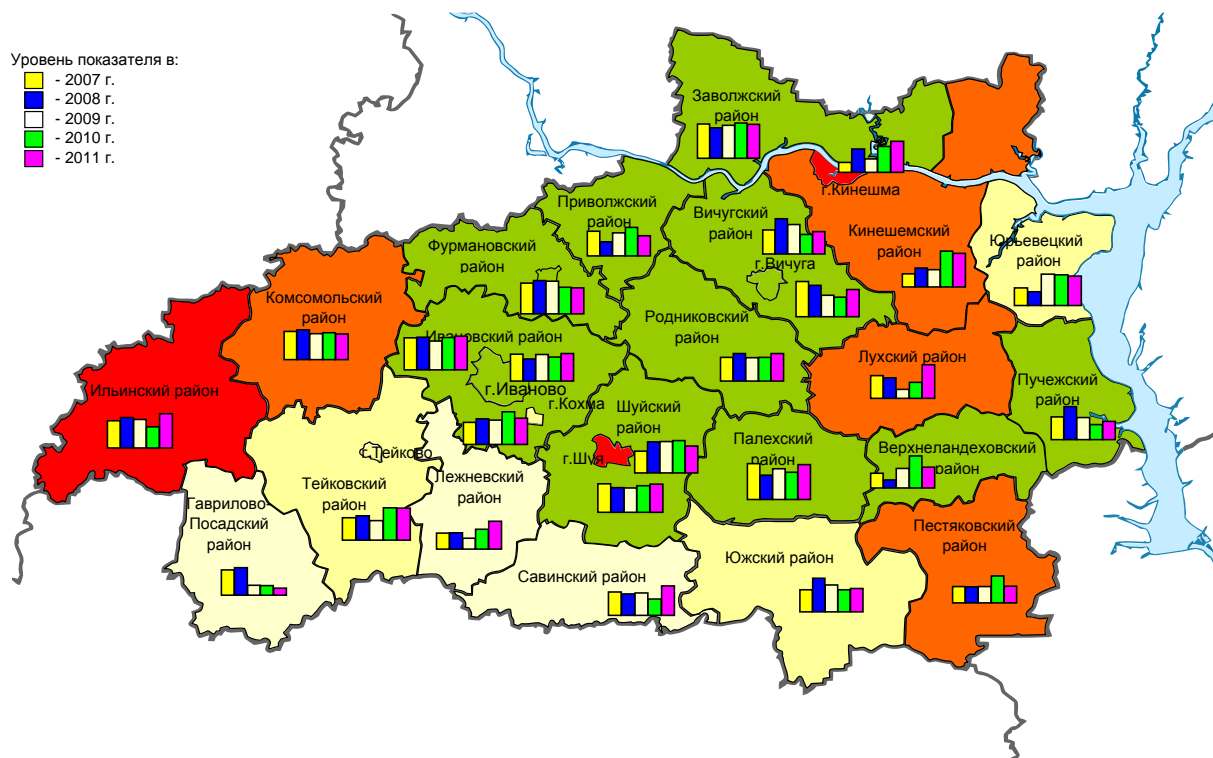 Уровень показателя в:
- 2007 г.
- 2008 г.
- 2009 г.
- 2010 г.
- 2011 г.
Заволжский
район
г.Кинешма
Приволжский
район
Вичугский
район
Кинешемский
район
Юрьевецкий
район
Фурмановский
район
г.Вичуга
Комсомольский
район
Ивановский район
Родниковский
район
Лухский район
Ильинский район
г.Иваново
г.Кохма
Шуйский
район
Пучежский
район
г.Шуя
Палехский
район
Верхнеландеховский
район
г.Тейково
Лежневский
район
Тейковский
район
Гаврилово-
Посадский
район
Пестяковский
район
Савинский район
Южский район